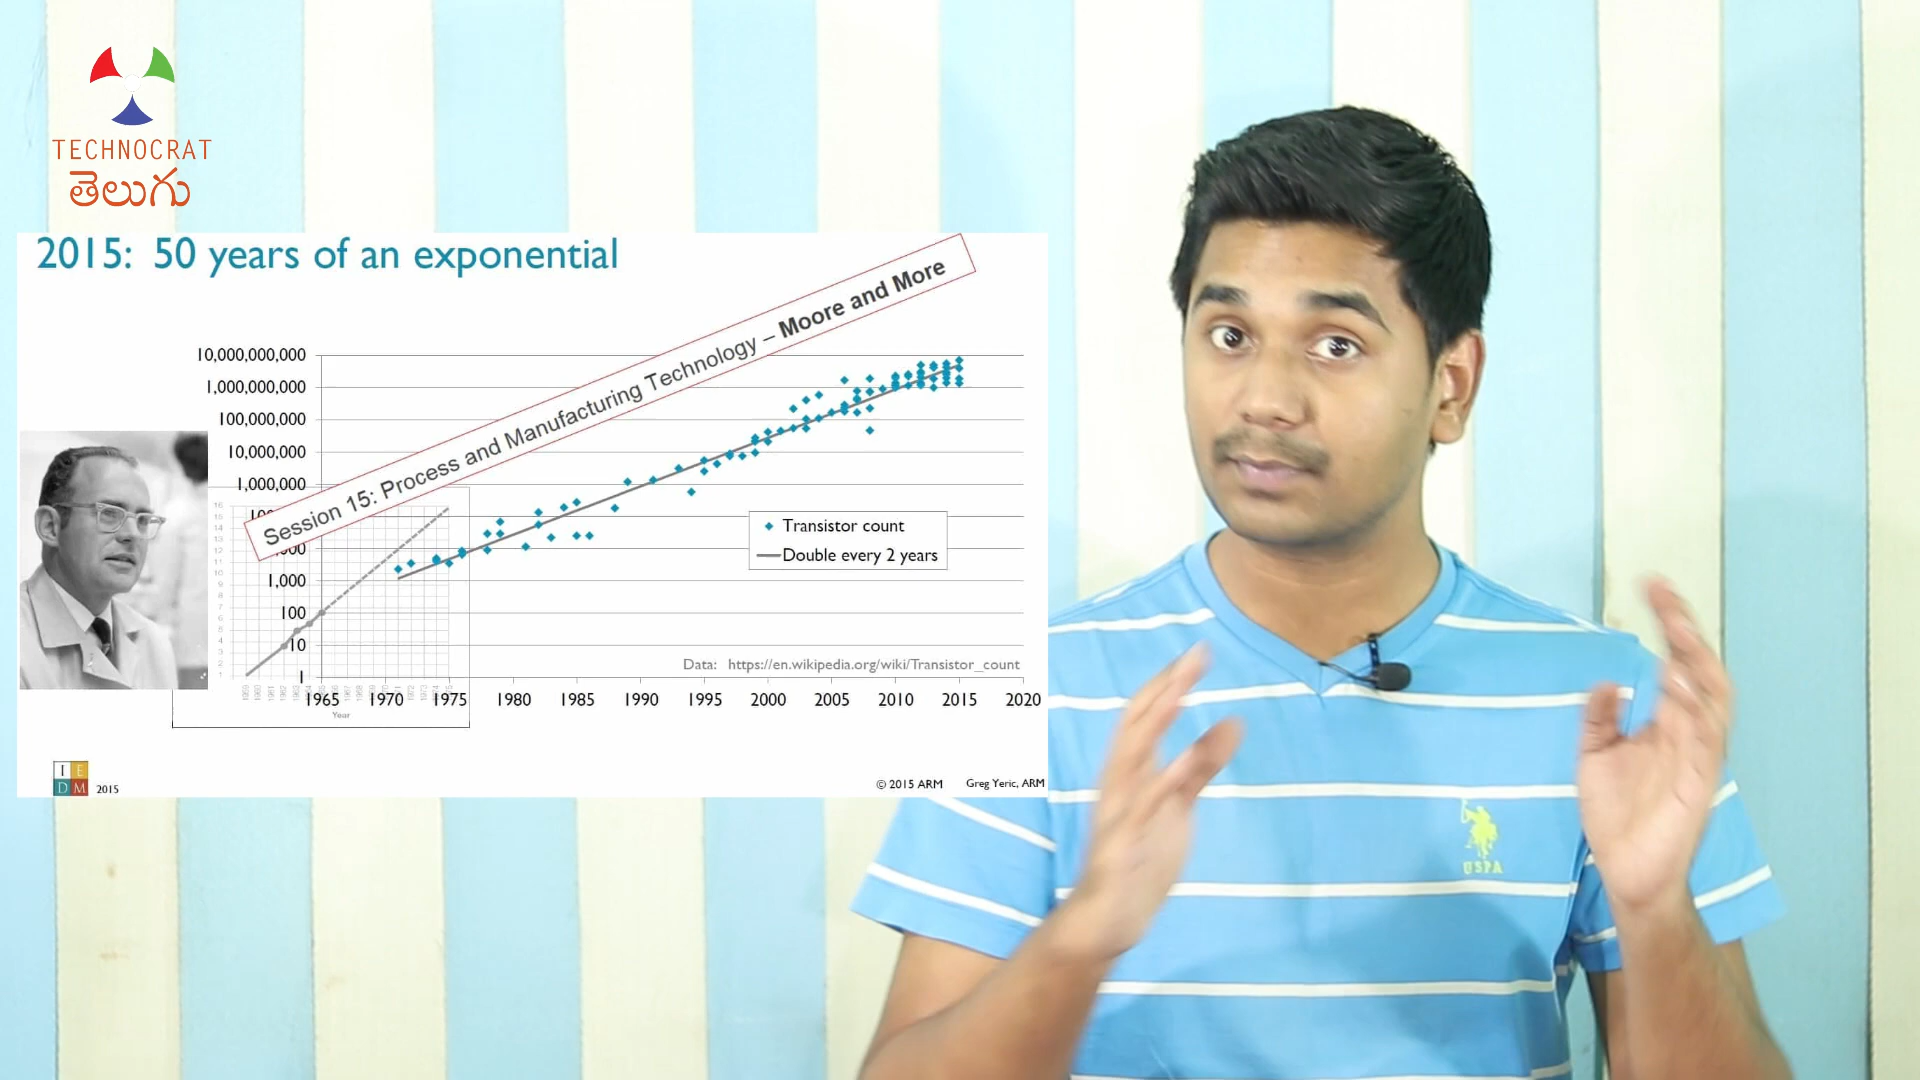 TECHNOCRAT
తెలుగు
2015: 50 years of an exponential
Session 15: Process and Manufacturing Technology – Moore and More
10,000,000,000
1,000,000,000
100,000,000
10,000,000
1,000,000
1,000
100
10
1
Transistor count
Double every 2 years
Data: https://en.wikipedia.org/wiki/Transistor_count
1965 1970 1975 1980 1985 1990 1995 2000 2005 2010 2015 2020
Year
IEDM 2015
© 2015 ARM Greg Yeric, ARM
USPA